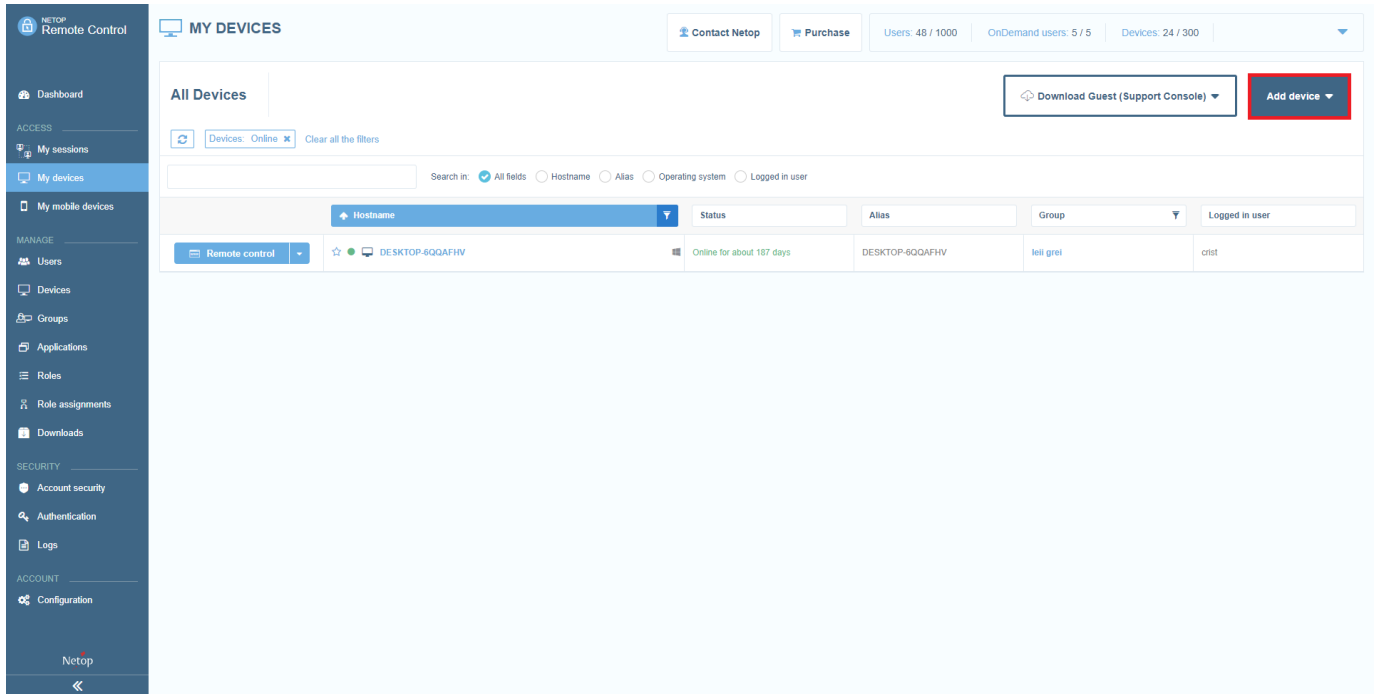 NETOP
Remote Control
MY DEVICES
Contact Netop
Purchase
Users: 48 / 1000
OnDemand users: 5 / 5
Devices: 24 / 300
Dashboard
ACCESS
My sessions
My devices
My mobile devices
MANAGE
Users
Devices
Groups
Applications
Roles
Role assignments
Downloads
SECURITY
Account security
Authentication
Logs
ACCOUNT
Configuration
Netop
All Devices
Download Guest (Support Console)
Add device
Devices: Online
Clear all the filters
Search in: All fields Hostname Alias Operating system Logged in user
Hostname Status Alias Group Logged in user
Remote control DESKTOP-6QQAFHV Online for about 187 days DESKTOP-6QQAFHV leii grei crist